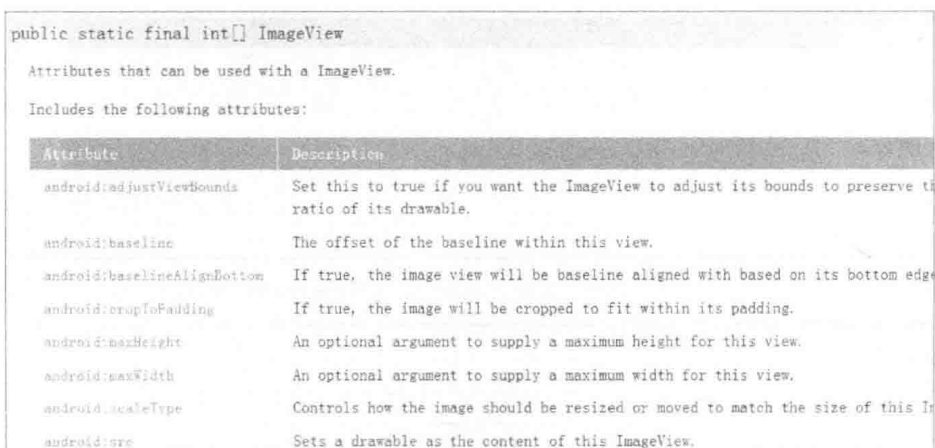 public static final int[] ImageView
Attributes that can be used with a ImageView.
Includes the following attributes:
Attribute Description
android:adjustViewBounds Set this to true if you want the ImageView to adjust its bounds to preserve
ratio of its drawable.
android:baseline The offset of the baseline within this view.
android:baselineAlignBottom If true, the image view will be baseline aligned with based on its bottom edge
android:cropToPadding If true, the image will be cropped to fit within its padding.
android:maxHeight An optional argument to supply a maximum height for this view.
android:maxWidth An optional argument to supply a maximum width for this view.
android:scaleType Controls how the image should be resized or moved to match the size of this
android:src Sets a drawable as the content of this ImageView.